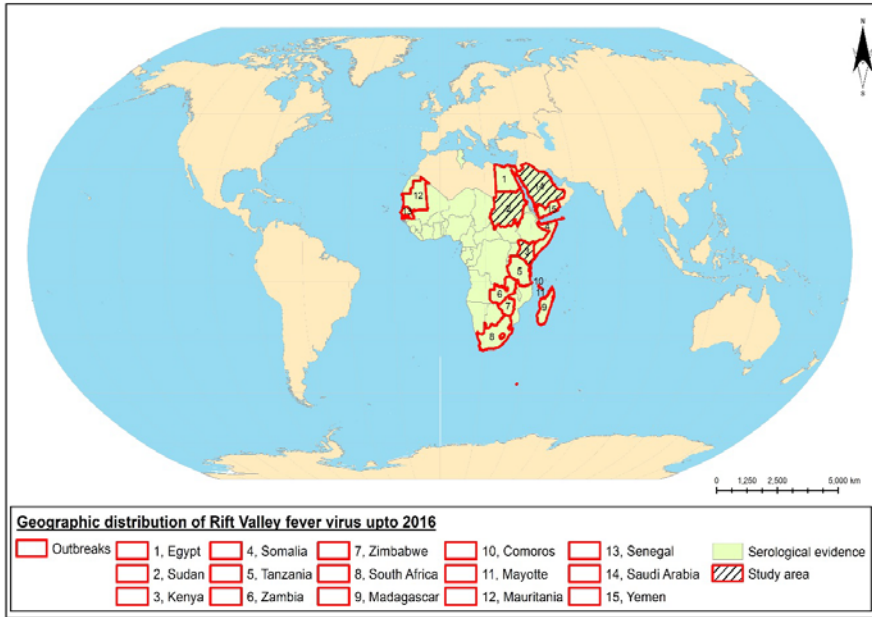 1
14
12
15
2
4
3
5
10
6
11
7
9
8
0 1,250 2,500 5,000 km
Geographic distribution of Rift Valley fever virus upto 2016
Outbreaks 1, Egypt 4, Somalia 7, Zimbabwe 10, Comoros 13, Senegal Serological evidence
2, Sudan 5, Tanzania 8, South Africa 11, Mayotte 14, Saudi Arabia Study area
3, Kenya 6, Zambia 9, Madagascar 12, Mauritania 15, Yemen